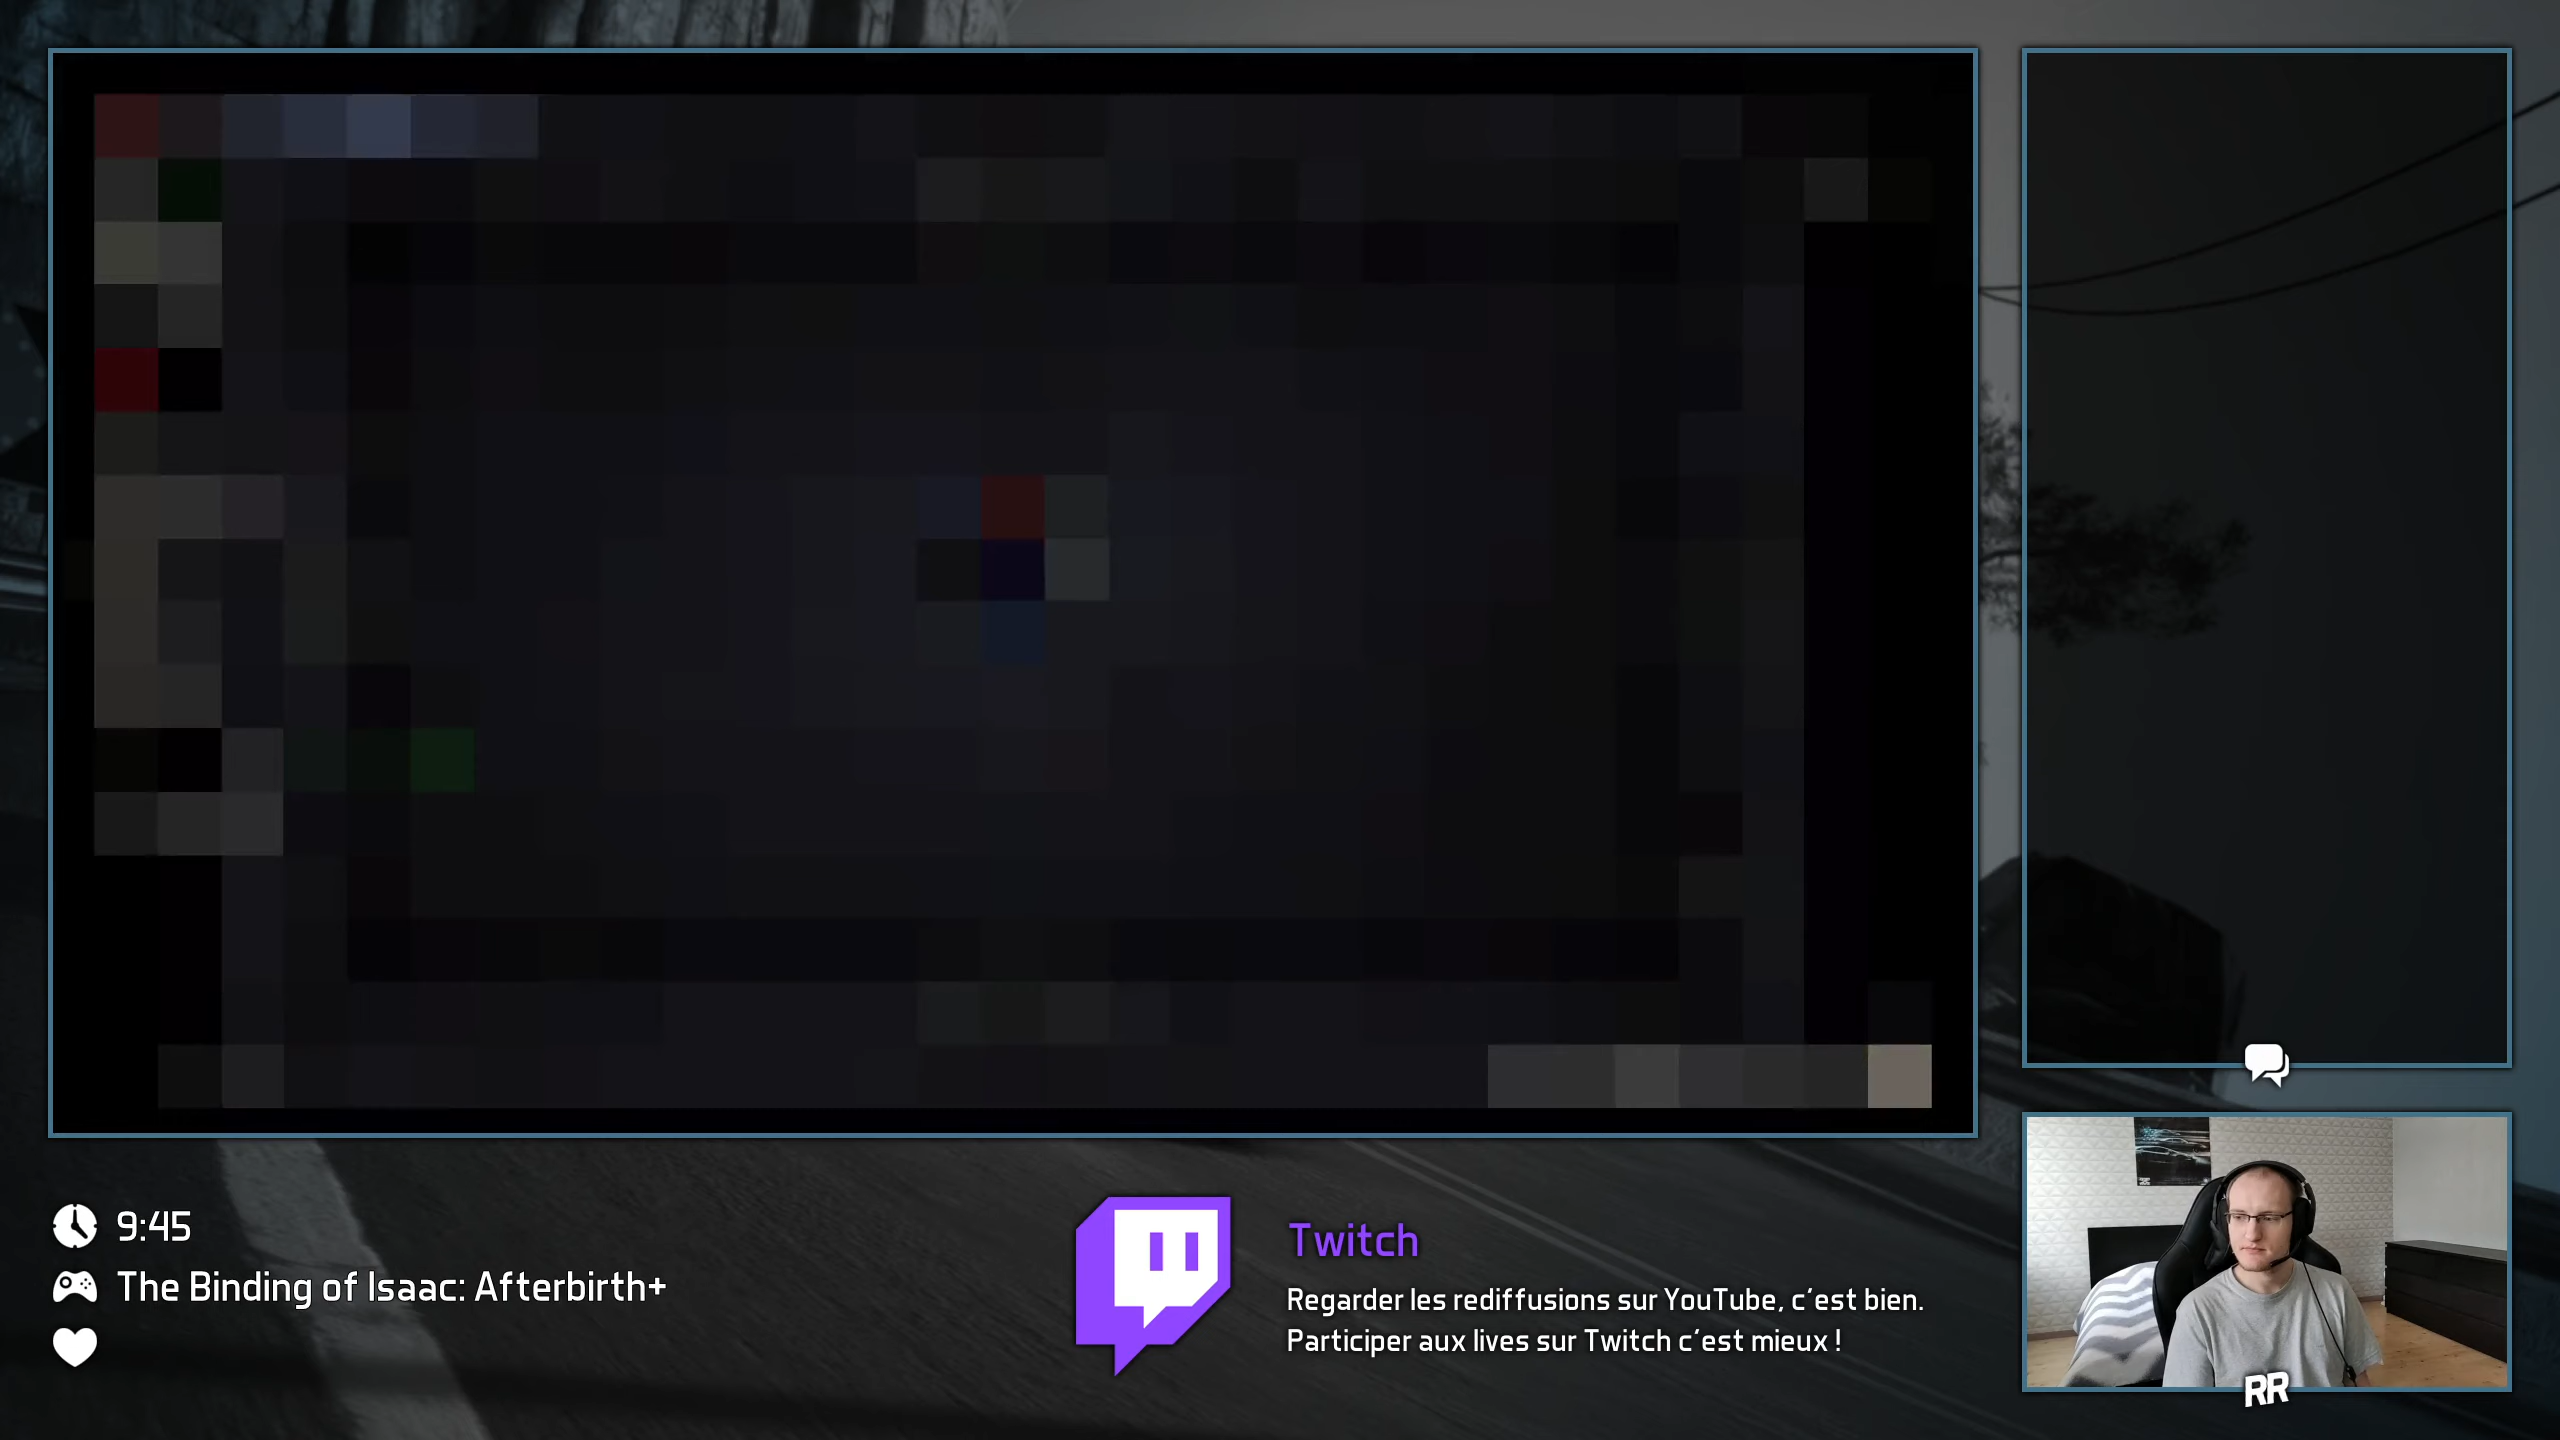 9:45
The Binding of Isaac: Afterbirth+
Twitch
Regarder les rediffusions sur YouTube, c'est bien.
Participer aux lives sur Twitch c'est mieux !
RR